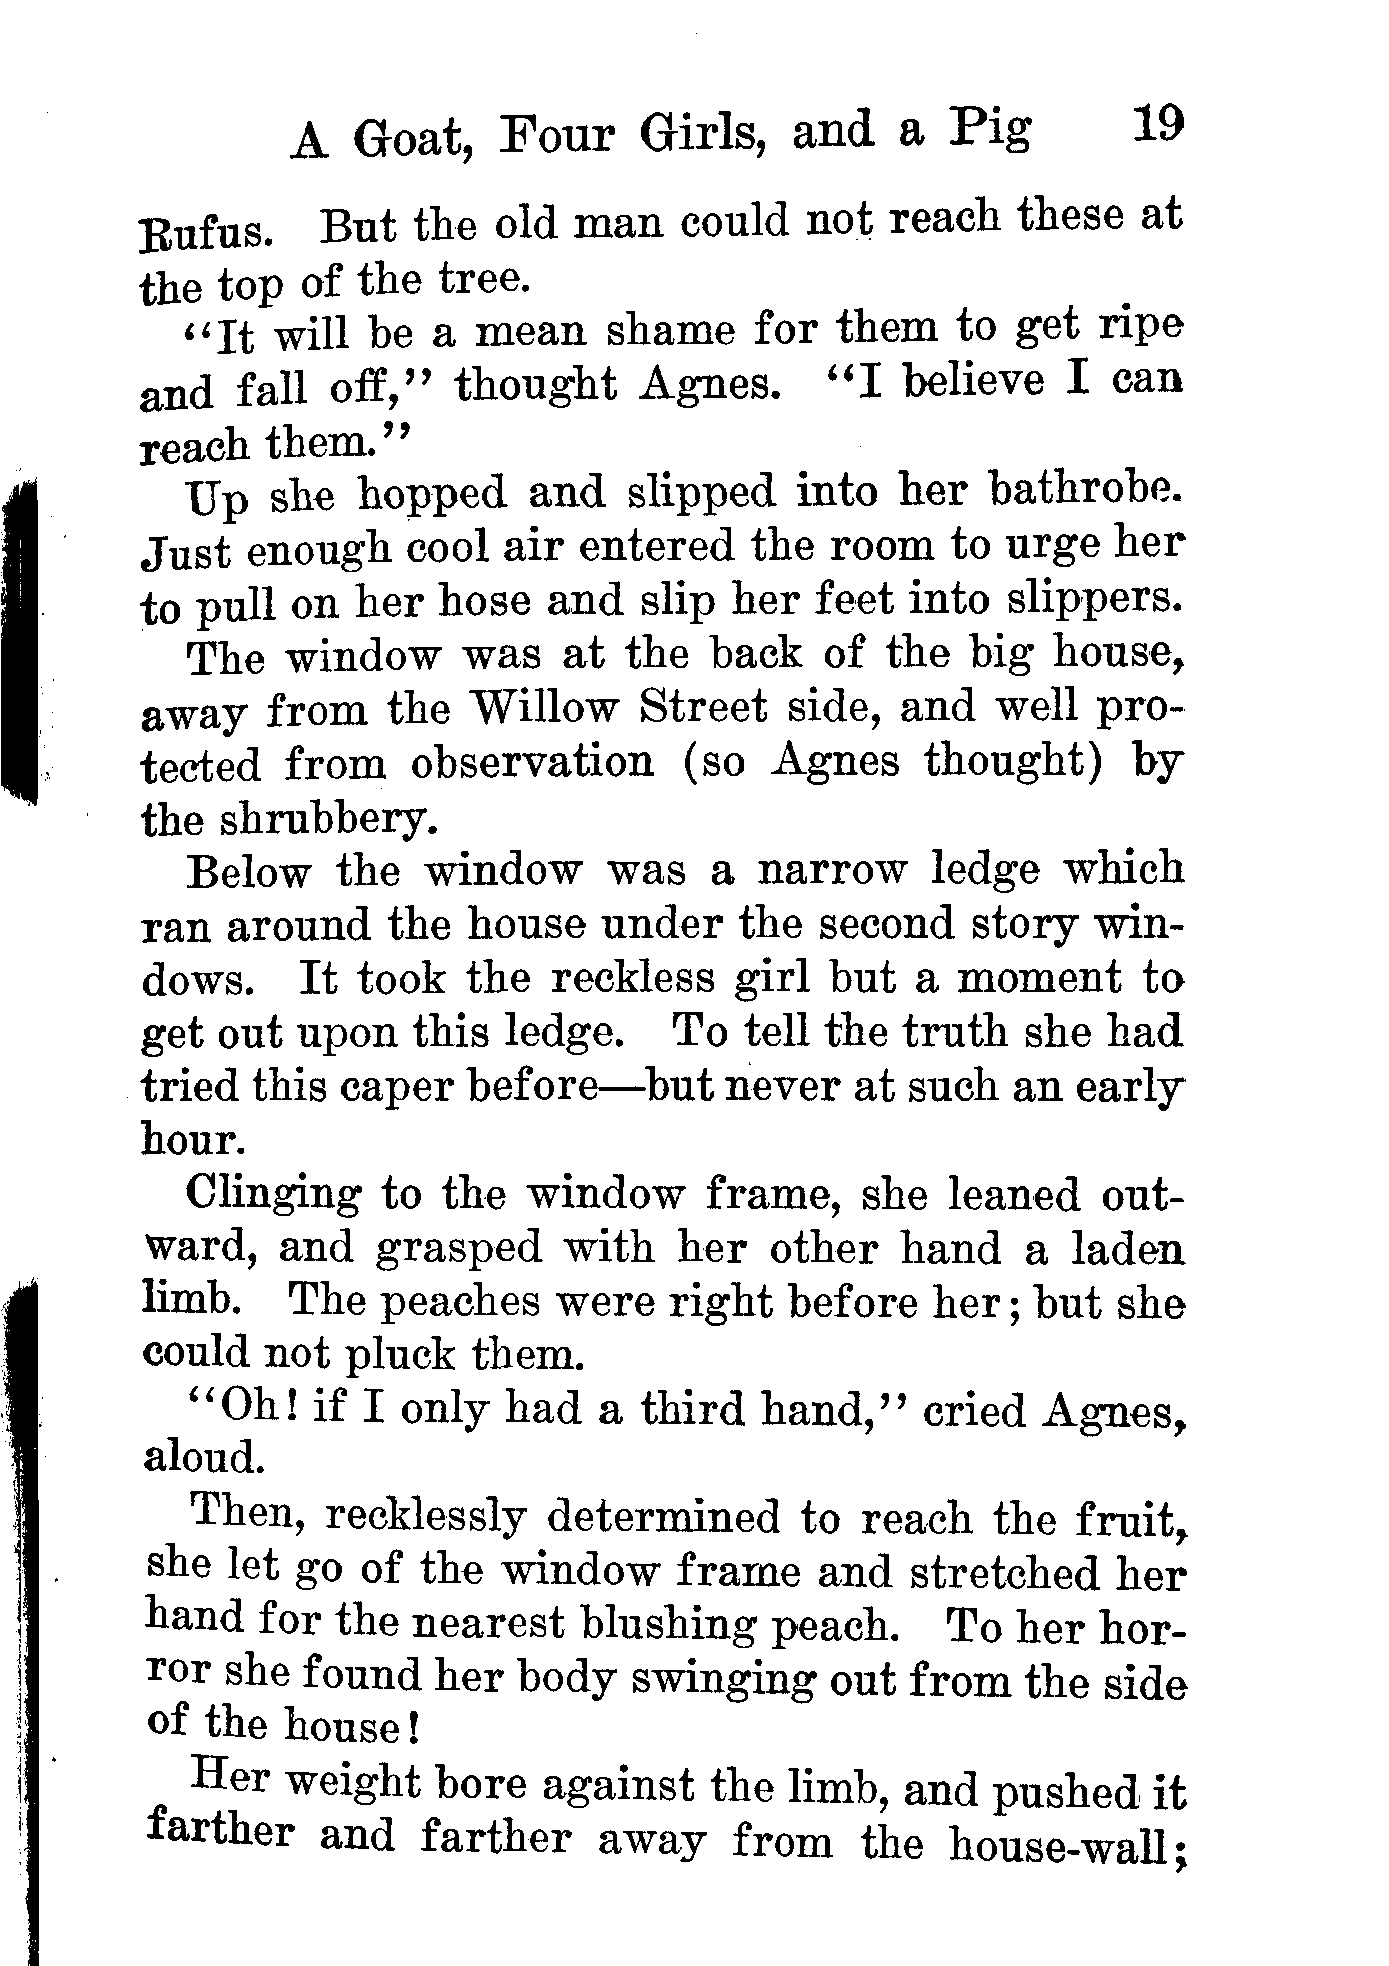 A Goat, Four Girls, and a Pig 19
Rufus. But the old man could not reach these at
the top of the tree.
“It will be a mean shame for them to get ripe
and fall off,” thought Agnes. “I believe I can
reach them.”
Up she hopped and slipped into her bathrobe.
Just enough cool air entered the room to urge her
to pull on her hose and slip her feet into slippers.
The window was at the back of the big house,
away from the Willow Street side, and well pro-
tected from observation (so Agnes thought) by
the shrubbery.
Below the window was a narrow ledge which
ran around the house under the second story win-
dows. It took the reckless girl but a moment to
get out upon this ledge. To tell the truth she had
tried this caper before—but never at such an early
hour.
Clinging to the window frame, she leaned out-
ward, and grasped with her other hand a laden
limb. The peaches were right before her; but she
could not pluck them.
“Oh! if I only had a third hand,” cried Agnes,
aloud.
Then, recklessly determined to reach the fruit,
she let go of the window frame and stretched her
hand for the nearest blushing peach. To her hor-
ror she found her body swinging out from the side
of the house!
Her weight bore against the limb, and pushed it
farther and farther away from the house-wall;